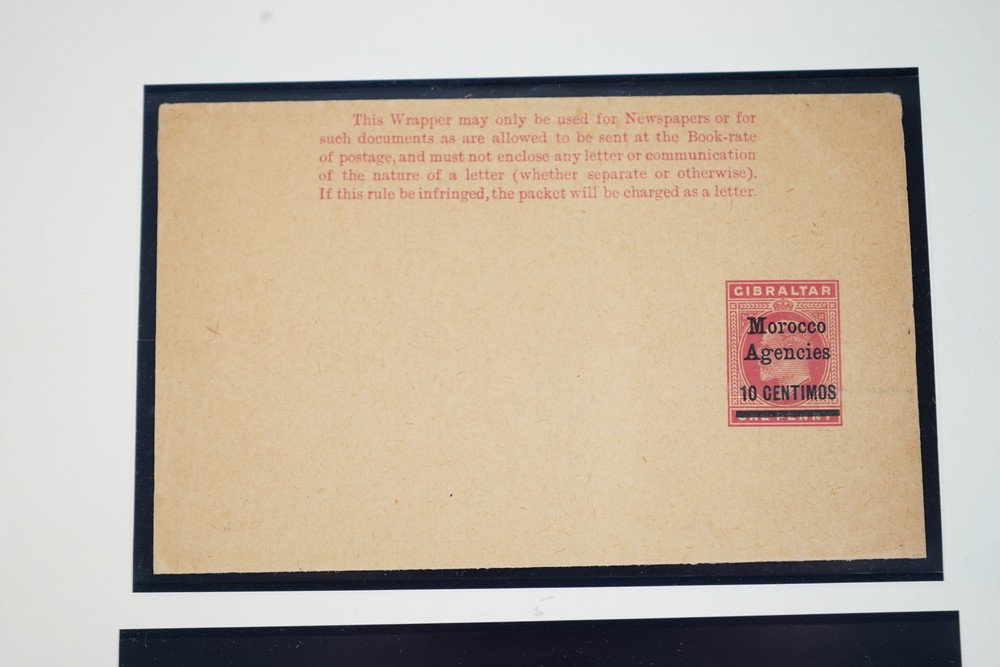 This Wrapper may only be used for Newspapers or for
such documents as are allowed to be sent at the Book-rate
of postage, and must not enclose any letter or communication
of the nature of a letter (whether separate or otherwise).
If this rule be infringed, the packet will be charged as a letter.
GIBRALTAR
Morocco
Agencies
10 CENTIMOS
ONE PENNY